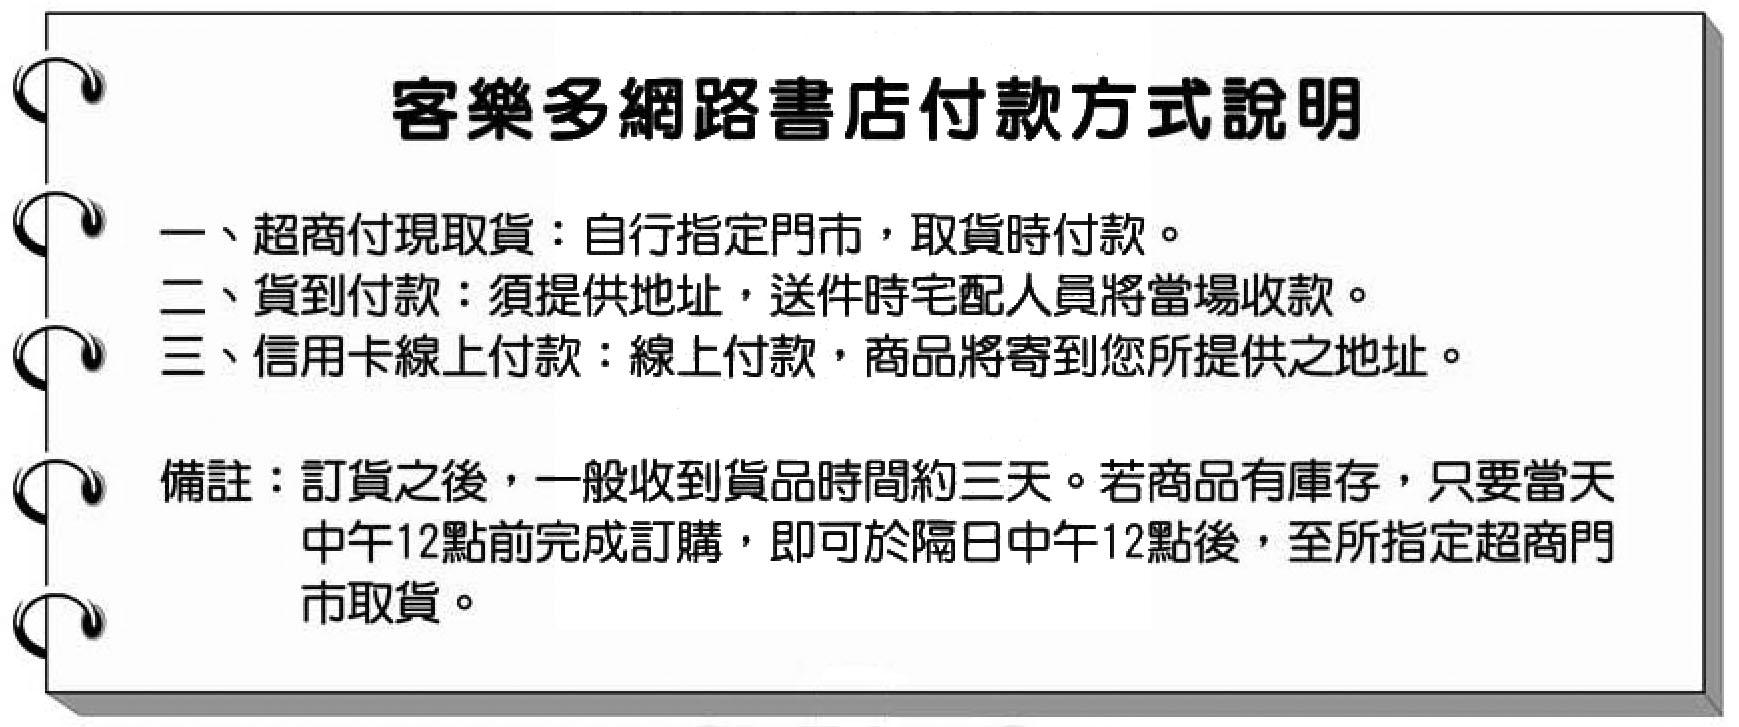 客樂多網路書店付款方式說明
一、超商付現取貨：自行指定門市，取貨時付款。
二、貨到付款：須提供地址，送件時宅配人員將當場收款。
三、信用卡線上付款：線上付款，商品將寄到您所提供之地址。
備註：訂貨之後，一般收到貨品時間約三天。若商品有庫存，只要當天
中午12點前完成訂購，即可於隔日中午12點後，至所指定超商門
市取貨。